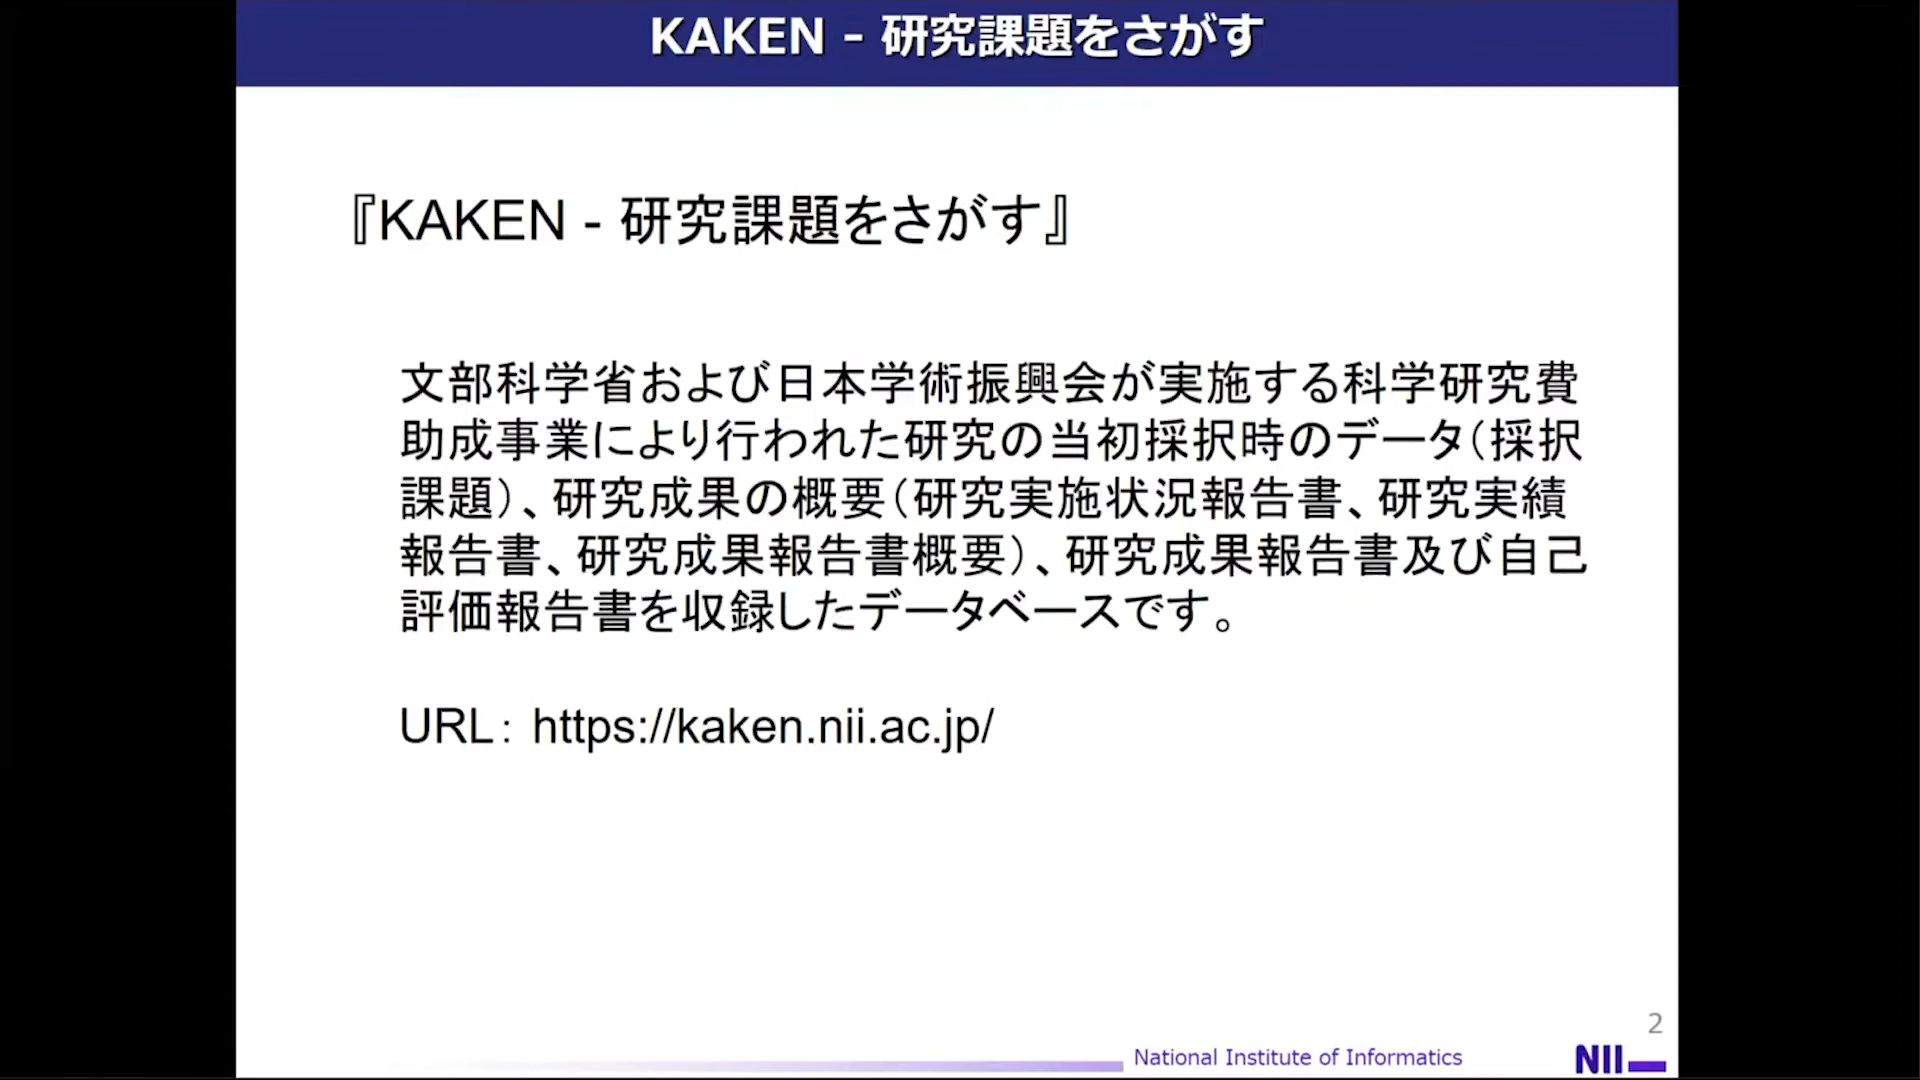 KAKEN - 研究課題をさがす
『KAKEN - 研究課題をさがす』
文部科学省および日本学術振興会が実施する科学研究費
助成事業により行われた研究の当初採択時のデータ（採択
課題）、研究成果の概要（研究実施状況報告書、研究実績
報告書、研究成果報告書概要）、研究成果報告書及び自己
評価報告書を収録したデータベースです。
URL： https://kaken.nii.ac.jp/
2
National Institute of Informatics
NII